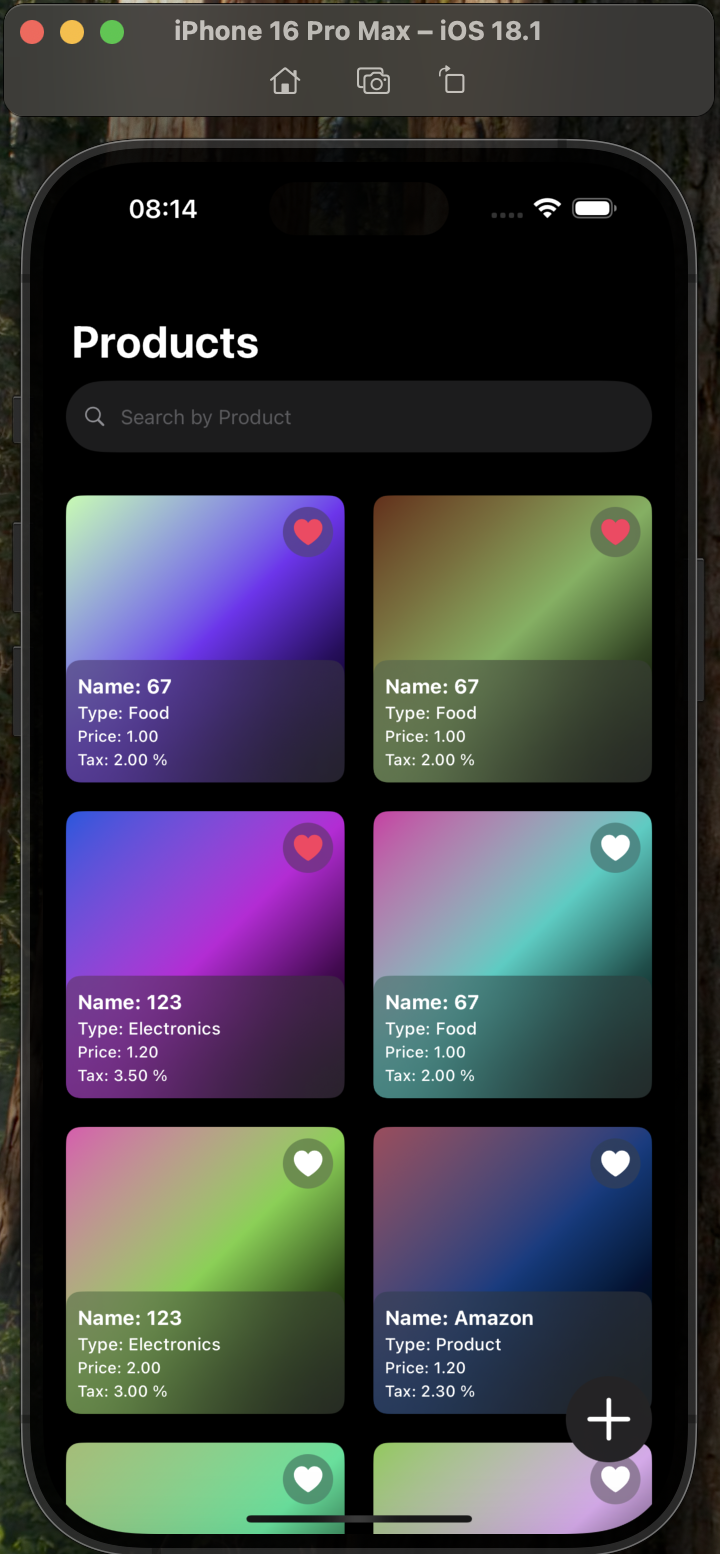 iPhone 16 Pro Max – iOS 18.1
08:14
Products
Search by Product
Name: 67
Type: Food
Price: 1.00
Tax: 2.00 %
Name: 67
Type: Food
Price: 1.00
Tax: 2.00 %
Name: 123
Type: Electronics
Price: 1.20
Tax: 3.50 %
Name: 67
Type: Food
Price: 1.00
Tax: 2.00 %
Name: 123
Type: Electronics
Price: 2.00
Tax: 3.00 %
Name: Amazon
Type: Product
Price: 1.20
Tax: 2.30 %